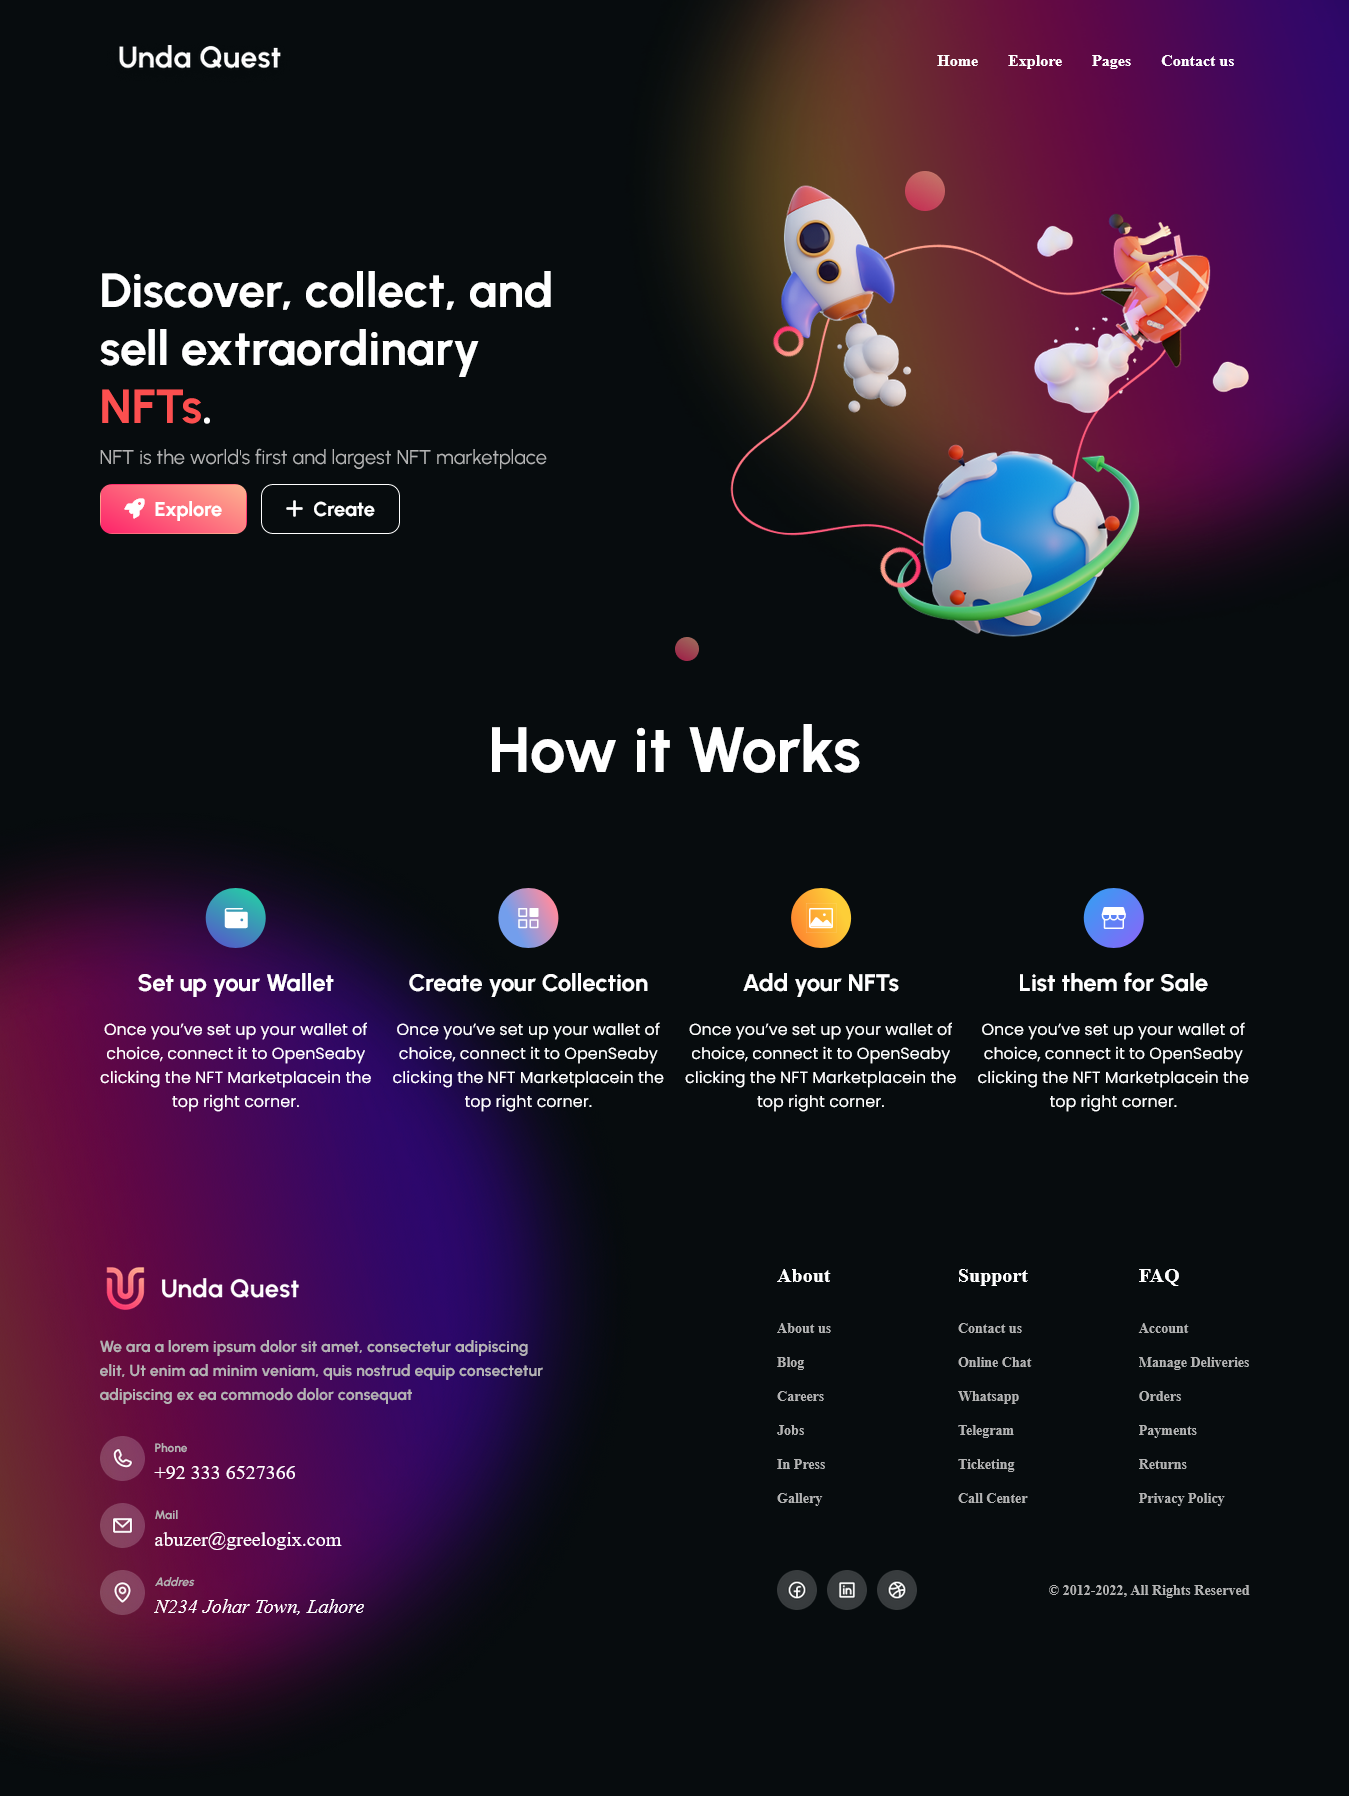 Unda Quest
Home Explore Pages Contact us
Discover, collect, and
sell extraordinary
NFTs.
NFT is the world's first and largest NFT marketplace
Explore
Create
How it Works
Set up your Wallet
Once you've set up your wallet of
choice, connect it to OpenSeaby
clicking the NFT Marketplacein the
top right corner.
Create your Collection
Once you've set up your wallet of
choice, connect it to OpenSeaby
clicking the NFT Marketplacein the
top right corner.
Add your NFTs
Once you've set up your wallet of
choice, connect it to OpenSeaby
clicking the NFT Marketplacein the
top right corner.
List them for Sale
Once you've set up your wallet of
choice, connect it to OpenSeaby
clicking the NFT Marketplacein the
top right corner.
Unda Quest
We ara a lorem ipsum dolor sit amet, consectetur adipiscing
elit, Ut enim ad minim veniam, quis nostrud equip consectetur
adipiscing ex ea commodo dolor consequat
Phone
+92 333 6527366
Mail
abuzer@greelogix.com
Addres
N234 Johar Town, Lahore
About
About us
Blog
Careers
Jobs
In Press
Gallery
Support
Contact us
Online Chat
Whatsapp
Telegram
Ticketing
Call Center
FAQ
Account
Manage Deliveries
Orders
Payments
Returns
Privacy Policy
© 2012-2022, All Rights Reserved